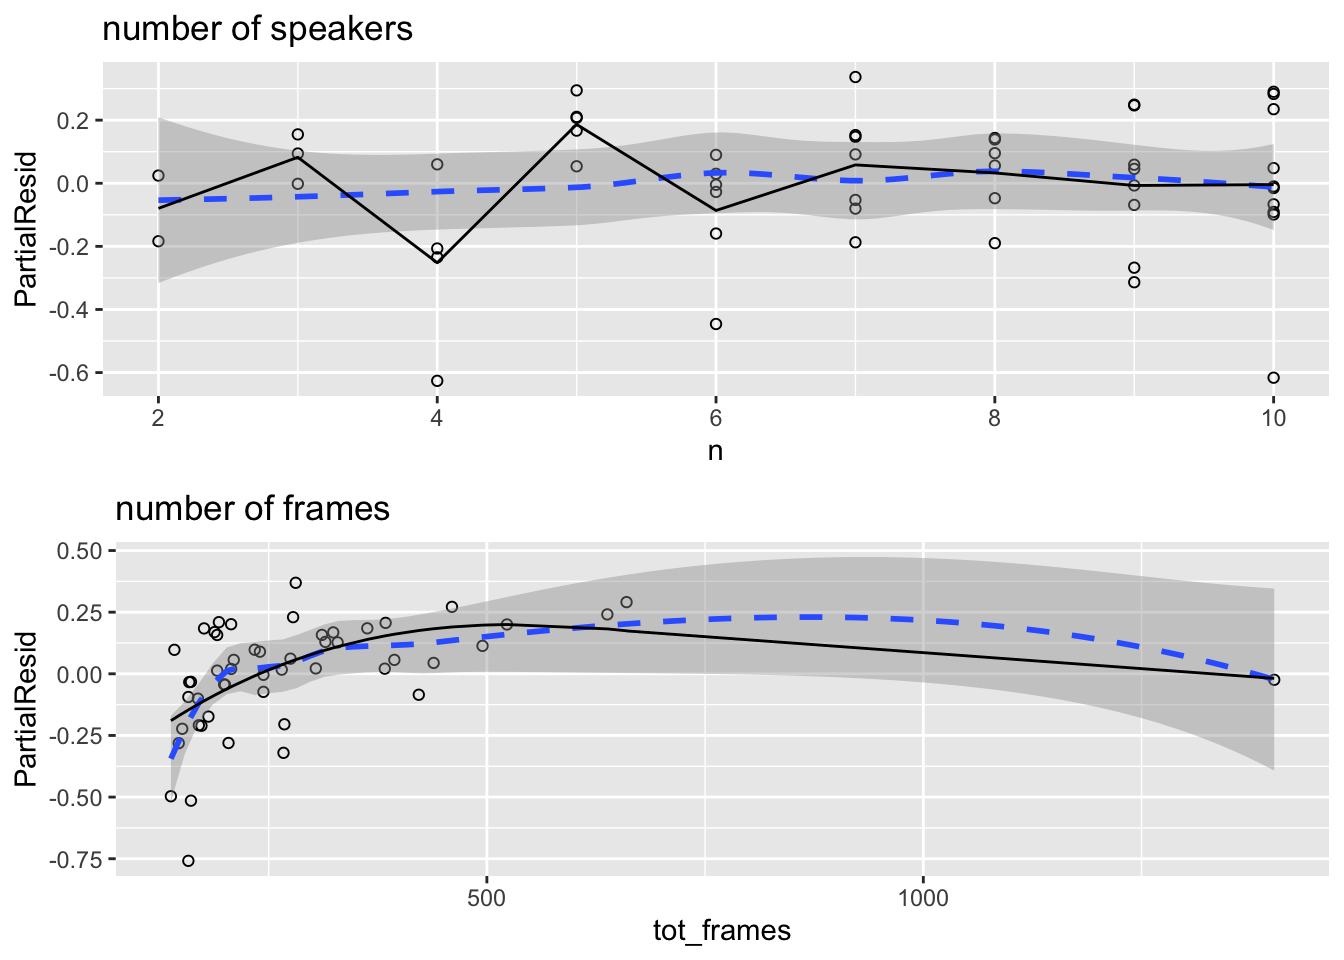 number of speakers
0.2
0.0
-0.2
-0.4
-0.6
PartialResid
2 4 6 8 10
n
number of frames
0.50
0.25
0.00
-0.25
-0.50
-0.75
PartialResid
500 1000
tot_frames